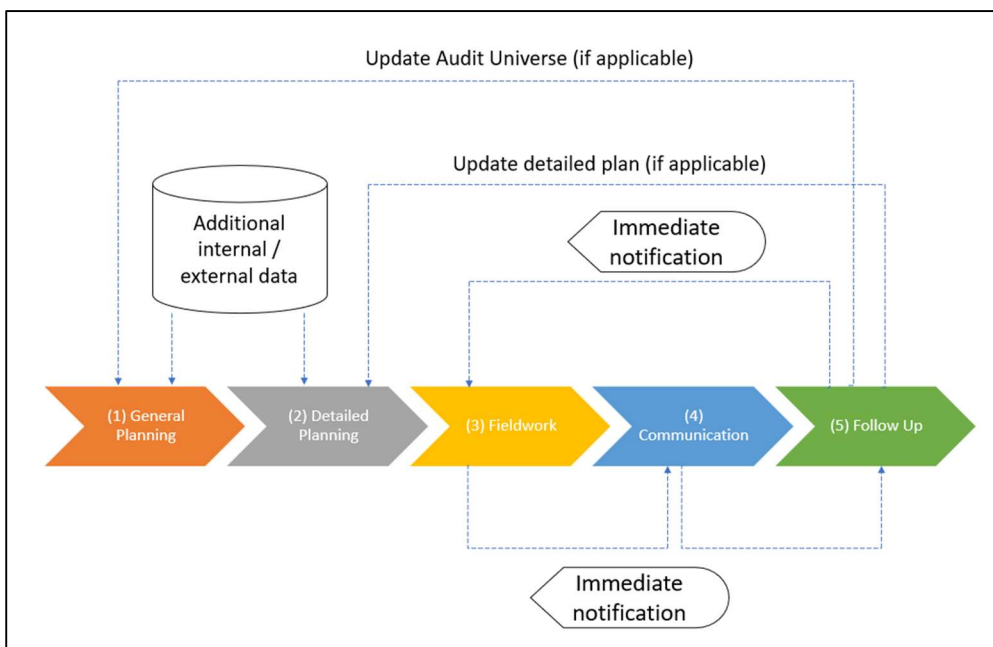 Update Audit Universe (if applicable)
Update detailed plan (if applicable)
Additional
internal /
external data
Immediate
notification
(1) General
Planning
(2) Detailed
Planning
(3) Fieldwork
(4)
Communication
(5) Follow Up
Immediate
notification